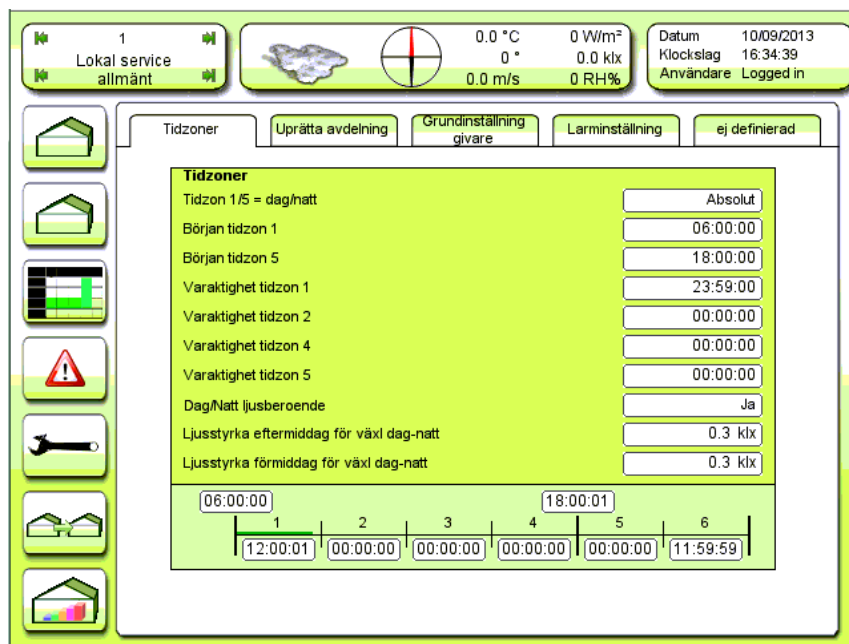 1
Lokal service
allmänt
0.0 °C 0 W/m²
0 ° 0.0 klx
0.0 m/s 0 RH%
Datum 10/09/2013
Klockslag 16:34:39
Användare Logged in
Tidzoner
Uprätta avdelning
Grundinställning
givare
Larminställning
ej definierad
Tidzoner
Tidzon 1/5 = dag/natt Absolut
Början tidzon 1 06:00:00
Början tidzon 5 18:00:00
Varaktighet tidzon 1 23:59:00
Varaktighet tidzon 2 00:00:00
Varaktighet tidzon 4 00:00:00
Varaktighet tidzon 5 00:00:00
Dag/Natt ljusberoende Ja
Ljusstyrka eftermiddag för växl dag-natt 0.3 klx
Ljusstyrka förmiddag för växl dag-natt 0.3 klx
06:00:00 18:00:01
1 2 3 4 5 6
12:00:01 00:00:00 00:00:00 00:00:00 00:00:00 11:59:59